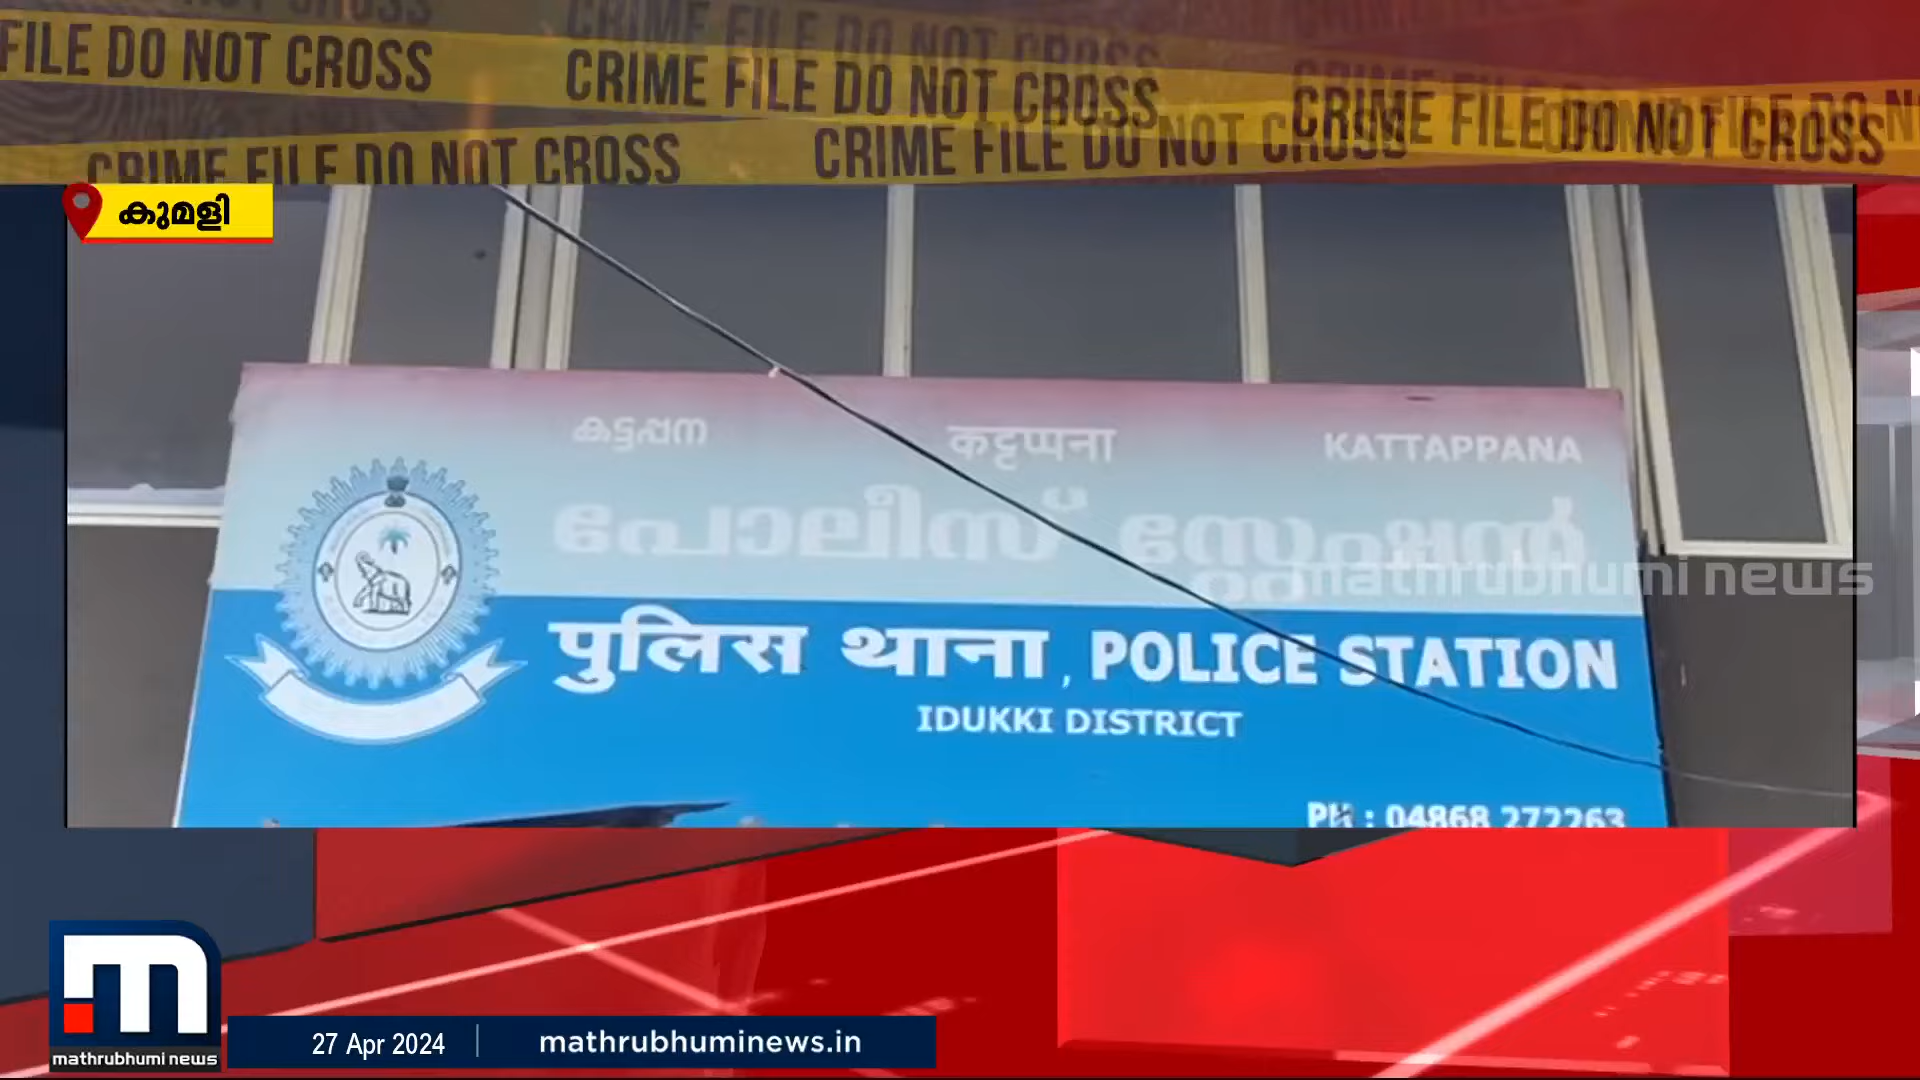 FILE DO NOT CROSS
CRIME FILE DO NOT CROSS
CRIME FILE DO NOT CROSS
CRIME FILE DO NOT CROSS
CRIME FILE DO NOT CROSS
കുമളി
കട്ടപ്പന कट्टप्पना KATTAPPANA
പോലീസ് സ്റ്റേഷൻ
mathrubhumi news
पुलिस थाना, POLICE STATION
IDUKKI DISTRICT
PH : 04868 272263
mathrubhumi news
27 Apr 2024 mathrubhuminews.in